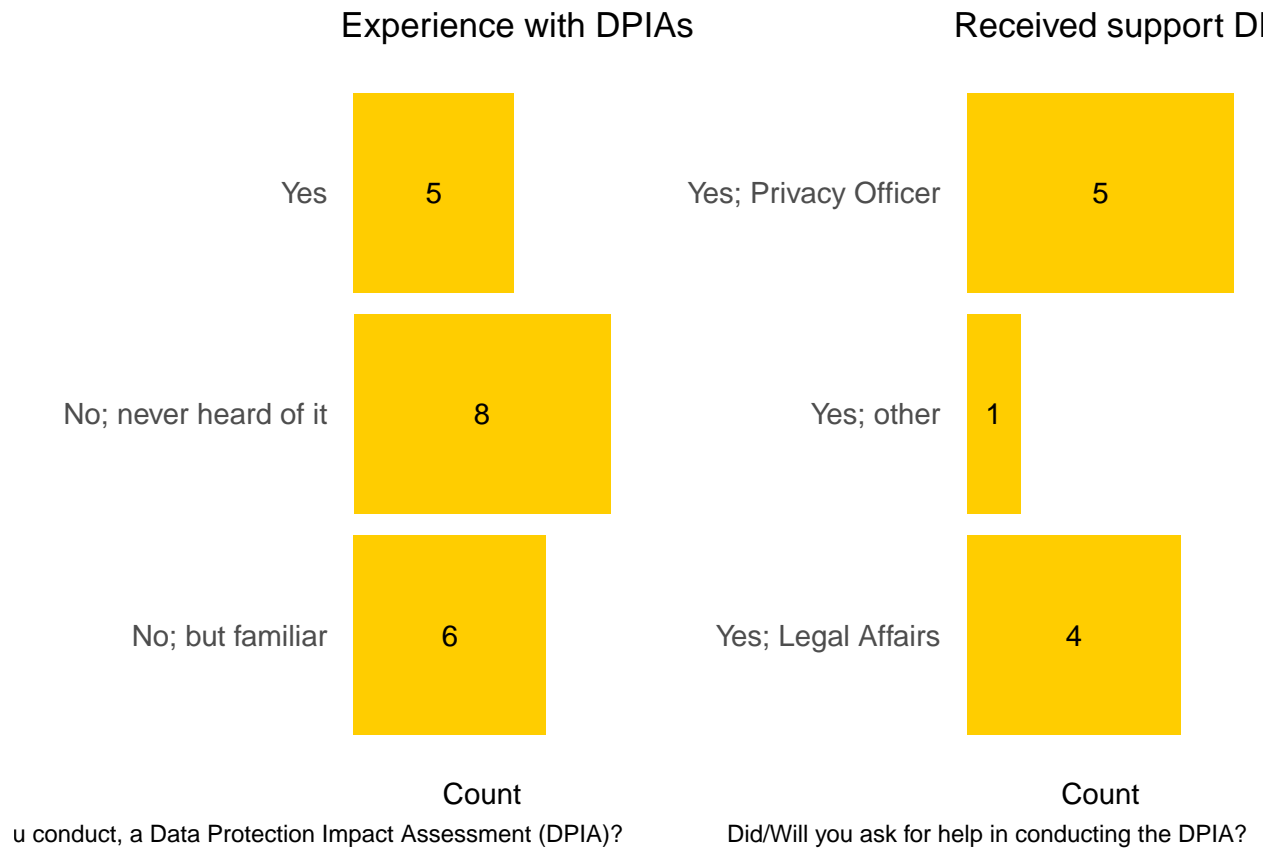 Experience with DPIAs
Yes
5
No; never heard of it
8
No; but familiar
6
Count
u conduct, a Data Protection Impact Assessment (DPIA)?
Received support
Yes; Privacy Officer
5
Yes; other
1
Yes; Legal Affairs
4
Count
Did/Will you ask for help in conducting the DPIA?